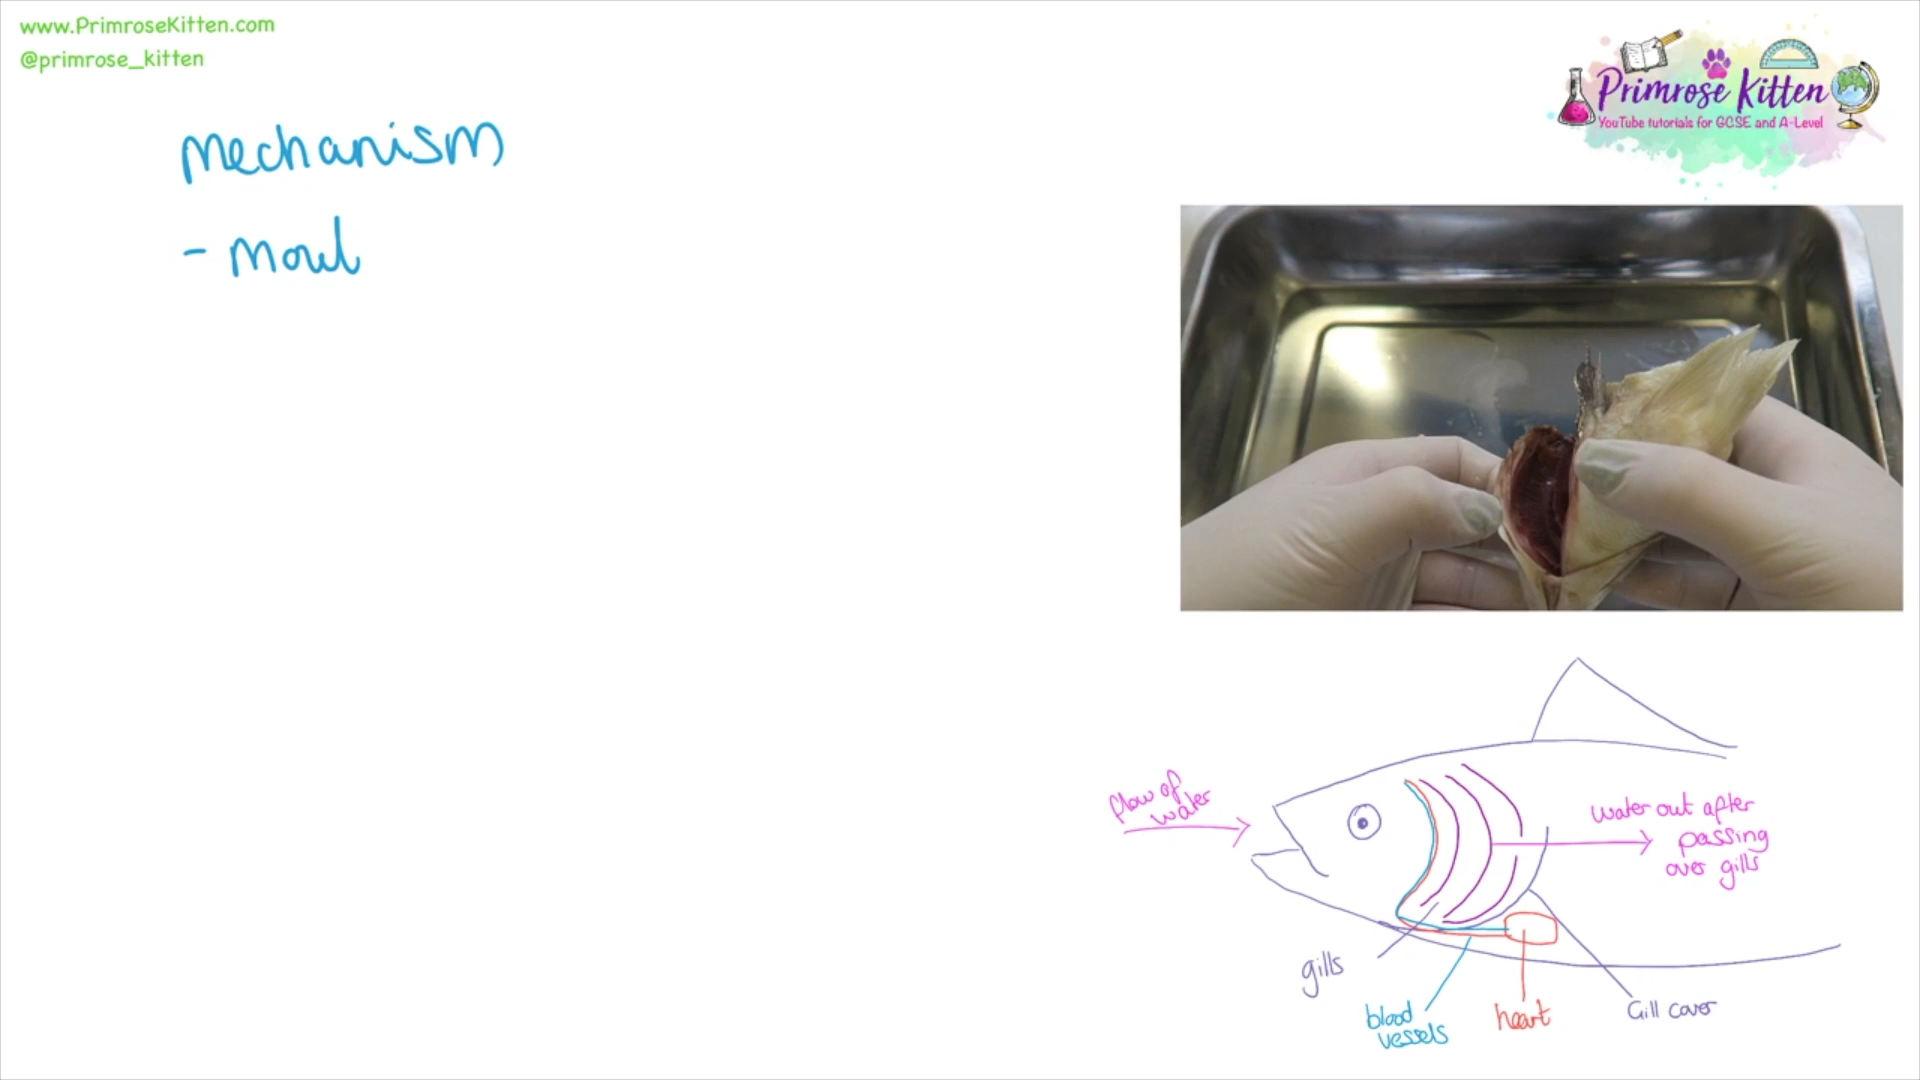 www.PrimroseKitten.com
@primrose_kitten
Primrose Kitten
YouTube tutorials for GCSE and A-Level
mechanism
- mout
flow of
water
water out after
passing
over gills
gills
blood
vessels
heart
Gill cover